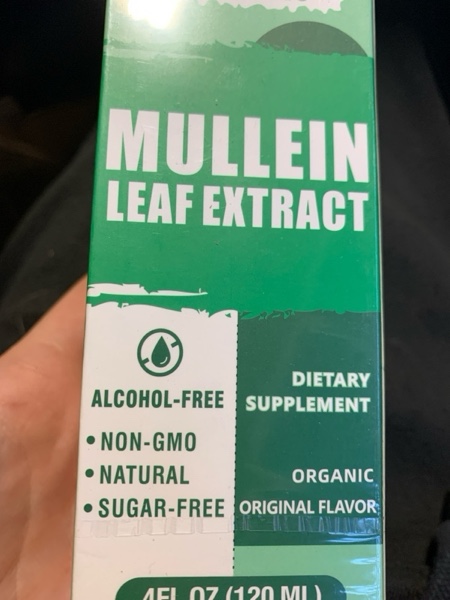 MULLEIN
LEAF EXTRACT
ALCOHOL-FREE
• NON-GMO
• NATURAL
• SUGAR-FREE
DIETARY
SUPPLEMENT
ORGANIC
ORIGINAL FLAVOR
4FL OZ (120 ML)